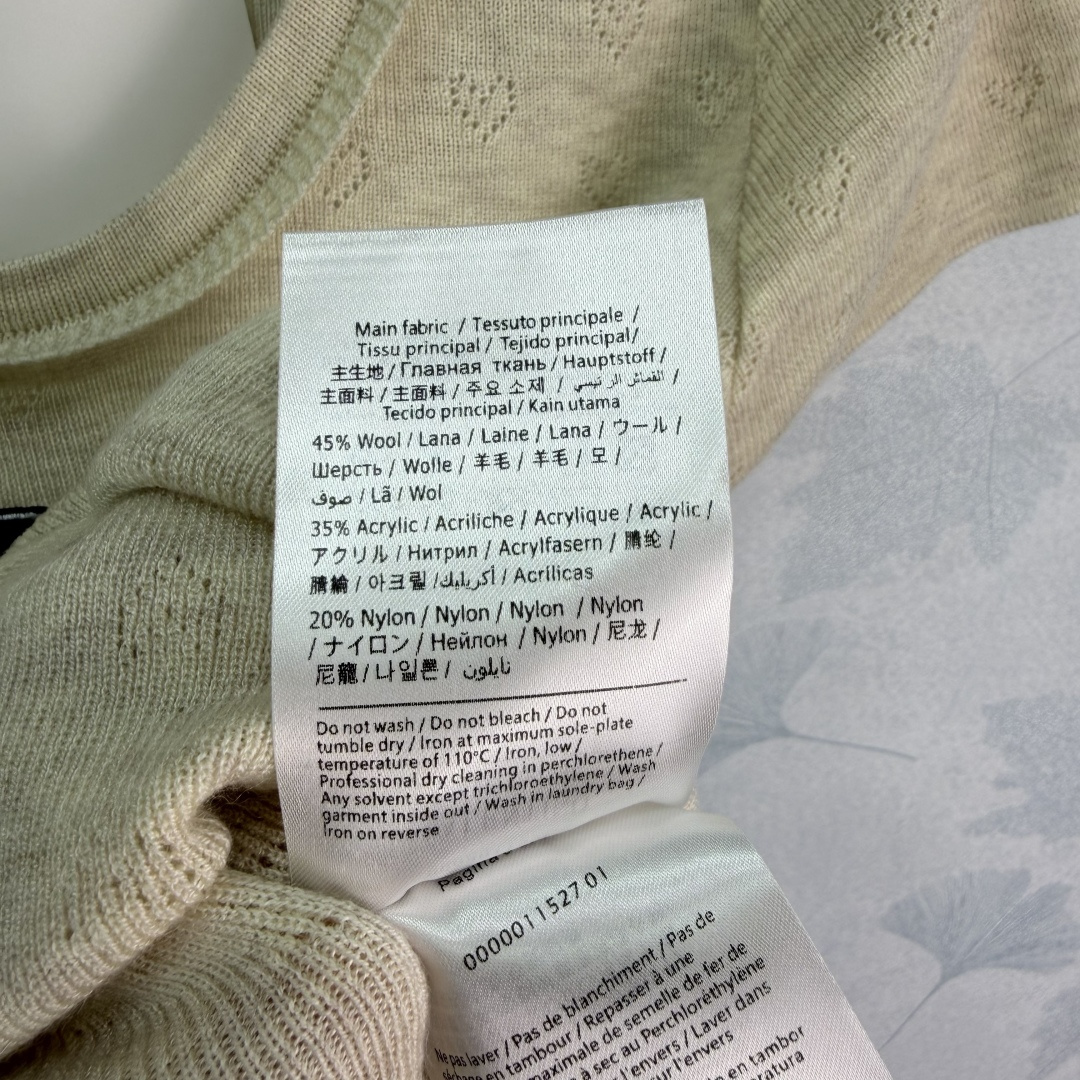 Main fabric / Tessuto principale /
Tissu principal / Tejido principal/
主生地 / Главная ткань / Hauptstoff /
主面料 / 主面料 / 주요 소재 / القماش الرئيسي /
Tecido principal / Kain utama
45% Wool / Lana / Laine / Lana / ウール /
Шерсть / Wolle / 羊毛 / 羊毛 / 모 /
صوف / Lã / Wol
35% Acrylic / Acriliche / Acrylique / Acrylic /
アクリル / Нитрил / Acrylfasern / 腈纶 /
腈綸 / 아크릴 /أكريليك / Acrílicas
20% Nylon / Nylon / Nylon / Nylon
/ ナイロン / Нейлон / Nylon / 尼龙 /
尼龍 / 나일론 / نايلون
Do not wash / Do not bleach / Do not
tumble dry / Iron at maximum sole-plate
temperature of 110°C / Iron, low /
Professional dry cleaning in perchlorethene /
Any solvent except trichloroethylene / Wash
garment inside out / Wash in laundry bag /
Iron on reverse
Pagina
0000011527 01
Ne pas laver / Pas de blanchiment / Pas de
séchage en tambour / Repasser à une
maximale de semelle de fer de
à sec au Perchloréthylène
l'envers / Laver dans
sur l'envers
en tambor